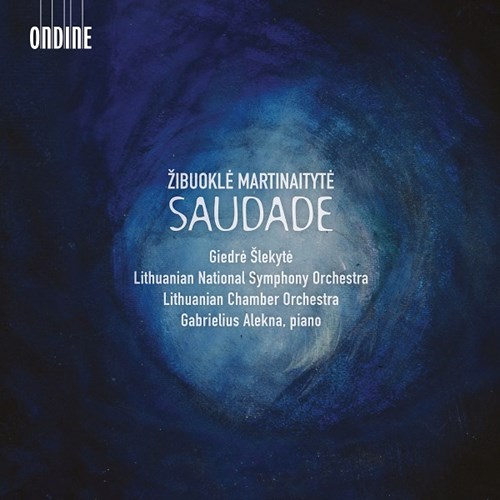 ONDINE
ŽIBUOKLĖ MARTINAITYTĖ
SAUDADE
Giedrė Šlekytė
Lithuanian National Symphony Orchestra
Lithuanian Chamber Orchestra
Gabrielius Alekna, piano